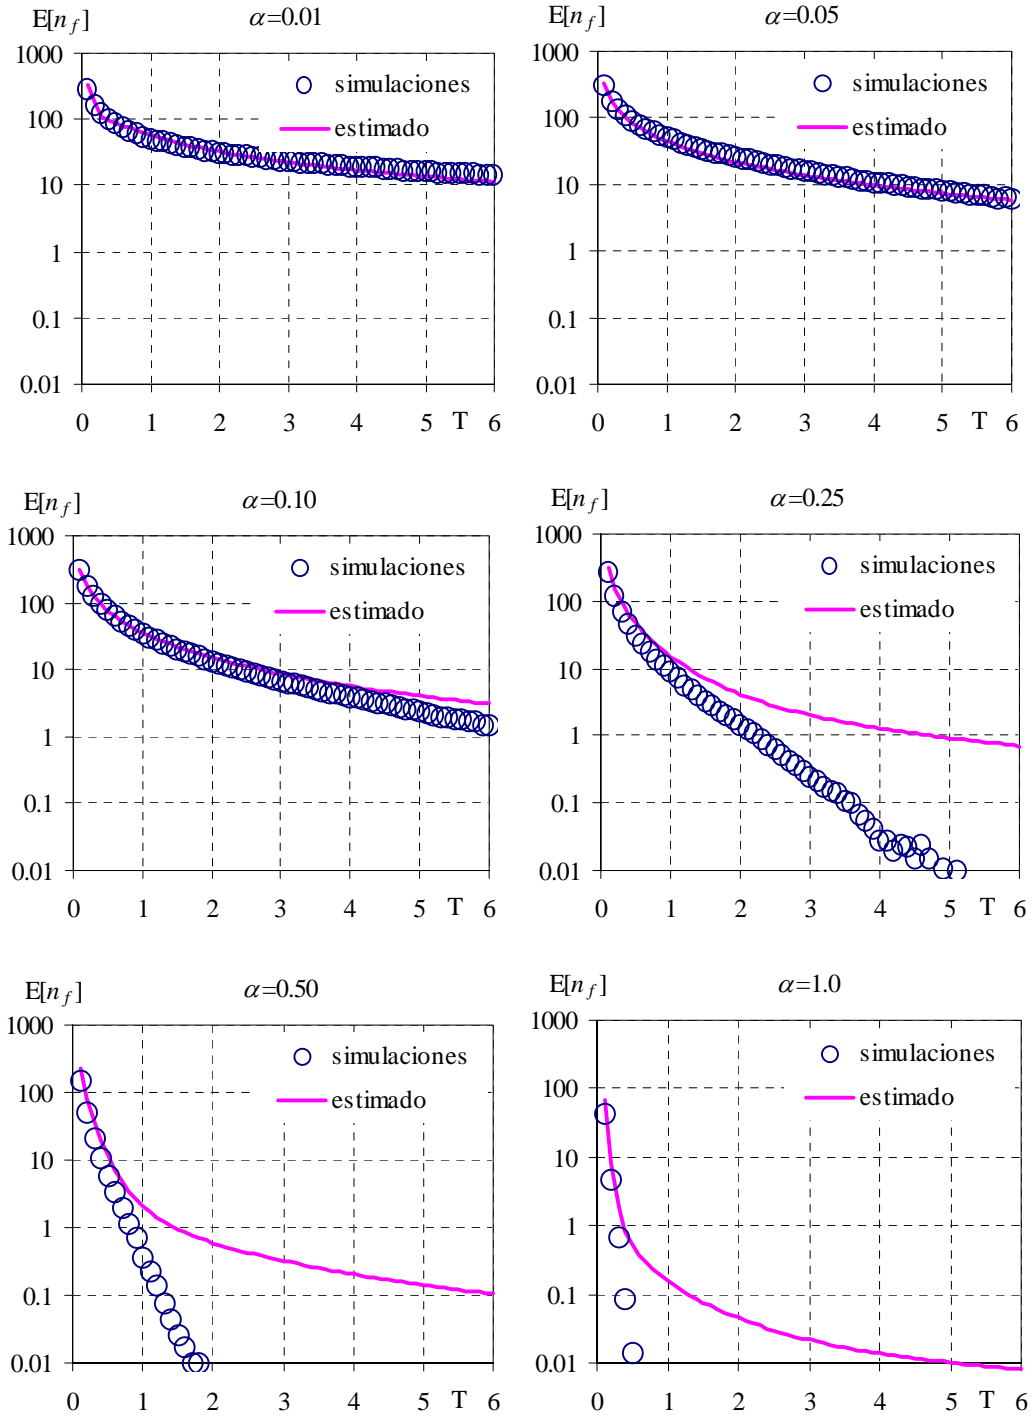 E[n_f] α=0.01
1000
100
10
1
0.1
0.01
simulaciones
estimado
0 1 2 3 4 5 T 6
E[n_f] α=0.05
1000
100
10
1
0.1
0.01
simulaciones
estimado
0 1 2 3 4 5 T 6
E[n_f] α=0.10
1000
100
10
1
0.1
0.01
simulaciones
estimado
0 1 2 3 4 5 T 6
E[n_f] α=0.25
1000
100
10
1
0.1
0.01
simulaciones
estimado
0 1 2 3 4 5 T 6
E[n_f] α=0.50
1000
100
10
1
0.1
0.01
simulaciones
estimado
0 1 2 3 4 5 T 6
E[n_f] α=1.0
1000
100
10
1
0.1
0.01
simulaciones
estimado
0 1 2 3 4 5 T 6